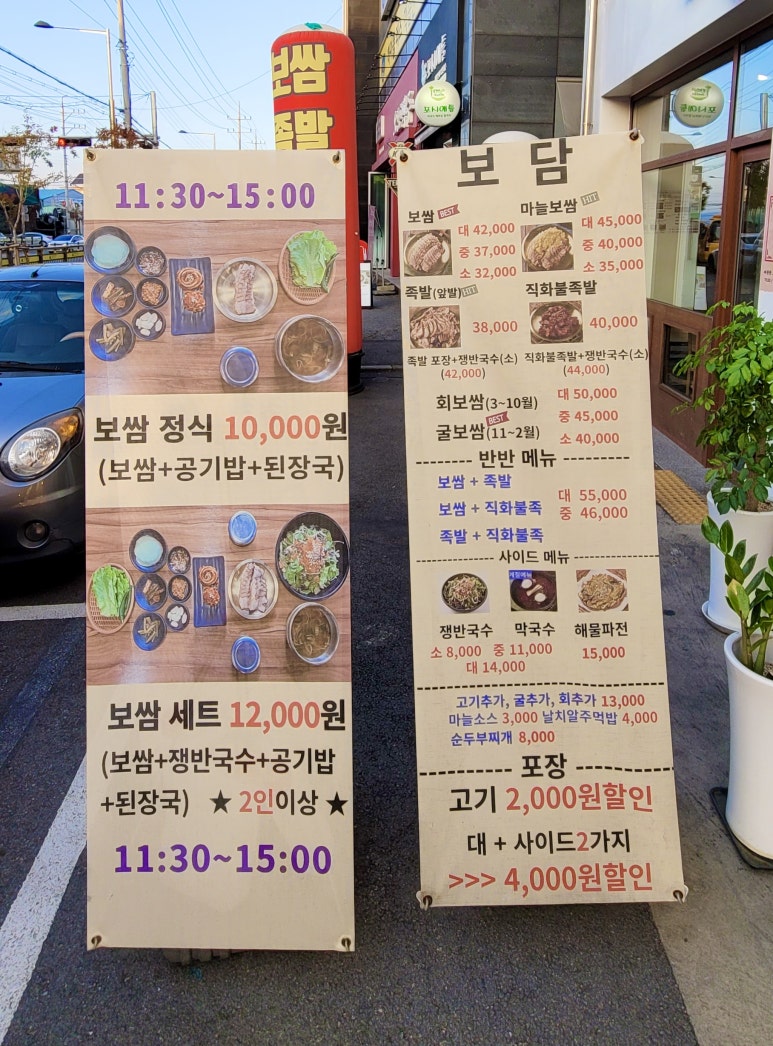 보쌈
족발
포사애통
11:30~15:00
보쌈 정식 10,000원
(보쌈+공기밥+된장국)
보쌈 세트 12,000원
(보쌈+쟁반국수+공기밥
+된장국) ★ 2인이상 ★
11:30~15:00
보담
보쌈 BEST
대 42,000
중 37,000
소 32,000
마늘보쌈 HIT
대 45,000
중 40,000
소 35,000
족발(앞발) HIT
38,000
직화불족발
40,000
족발 포장+쟁반국수(소)
(42,000)
직화불족발+쟁반국수(소)
(44,000)
회보쌈(3~10월)
굴보쌈(11~2월) BEST
대 50,000
중 45,000
소 40,000
반반 메뉴
보쌈 + 족발
보쌈 + 직화불족
족발 + 직화불족
대 55,000
중 46,000
사이드 메뉴
계절메뉴
쟁반국수 막국수 해물파전
소 8,000 중 11,000 15,000
대 14,000
고기추가, 굴추가, 회추가 13,000
마늘소스 3,000 날치알주먹밥 4,000
순두부찌개 8,000
포장
고기 2,000원할인
대 + 사이드2가지
>>> 4,000원할인